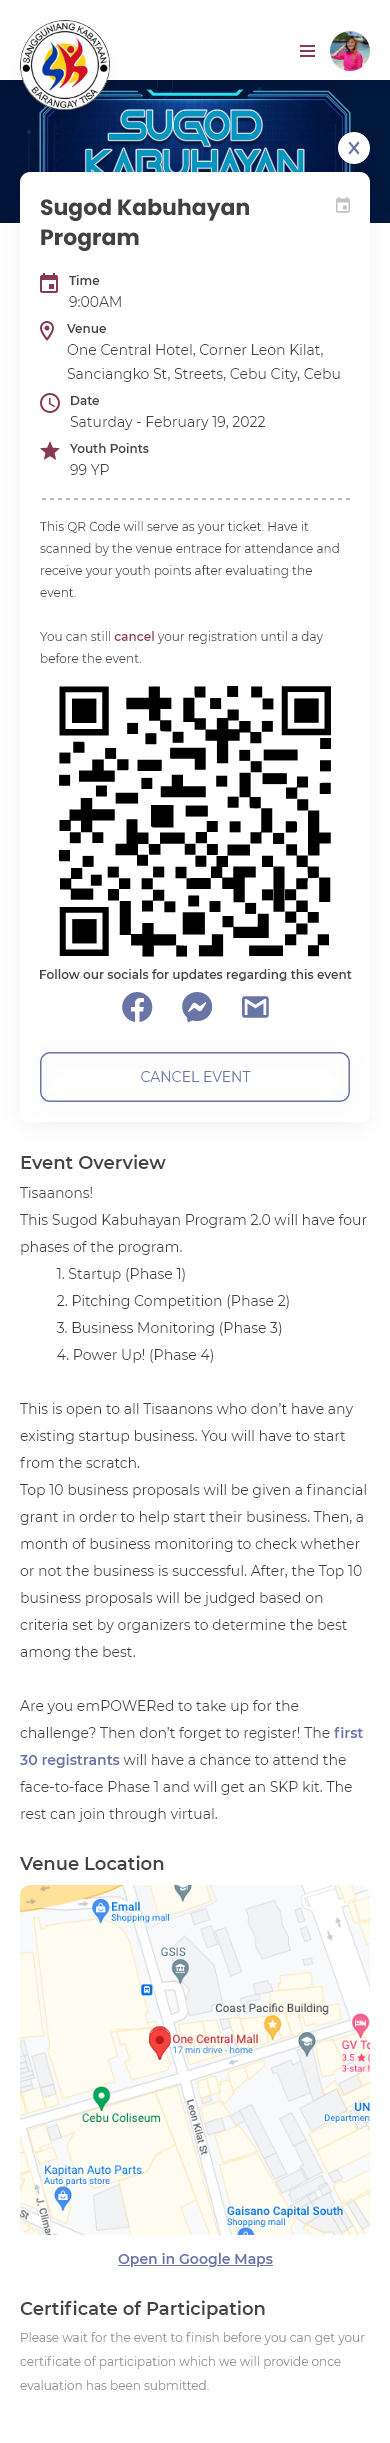 SANGGUNIANG KABATAAN
BARANGAY TISA
SUGOD
KABUHAYAN
Sugod Kabuhayan
Program
Time
9:00AM
Venue
One Central Hotel, Corner Leon Kilat,
Sanciangko St, Streets, Cebu City, Cebu
Date
Saturday - February 19, 2022
Youth Points
99 YP
This QR Code will serve as your ticket. Have it
scanned by the venue entrace for attendance and
receive your youth points after evaluating the
event.
You can still cancel your registration until a day
before the event.
Follow our socials for updates regarding this event
CANCEL EVENT
Event Overview
Tisaanons!
This Sugod Kabuhayan Program 2.0 will have four
phases of the program.
1. Startup (Phase 1)
2. Pitching Competition (Phase 2)
3. Business Monitoring (Phase 3)
4. Power Up! (Phase 4)
This is open to all Tisaanons who don’t have any
existing startup business. You will have to start
from the scratch.
Top 10 business proposals will be given a financial
grant in order to help start their business. Then, a
month of business monitoring to check whether
or not the business is successful. After, the Top 10
business proposals will be judged based on
criteria set by organizers to determine the best
among the best.
Are you emPOWERed to take up for the
challenge? Then don’t forget to register! The first
30 registrants will have a chance to attend the
face-to-face Phase 1 and will get an SKP kit. The
rest can join through virtual.
Venue Location
Emall
Shopping mall
GSIS
Coast Pacific Building
One Central Mall
17 min drive - home
GV To
3.5 ★ (
3-star h
Cebu Coliseum
Leon Kilat St
UN
Departmen
Kapitan Auto Parts
Auto parts store
J. Climac
St
Gaisano Capital South
Shopping mall
Open in Google Maps
Certificate of Participation
Please wait for the event to finish before you can get your
certificate of participation which we will provide once
evaluation has been submitted.